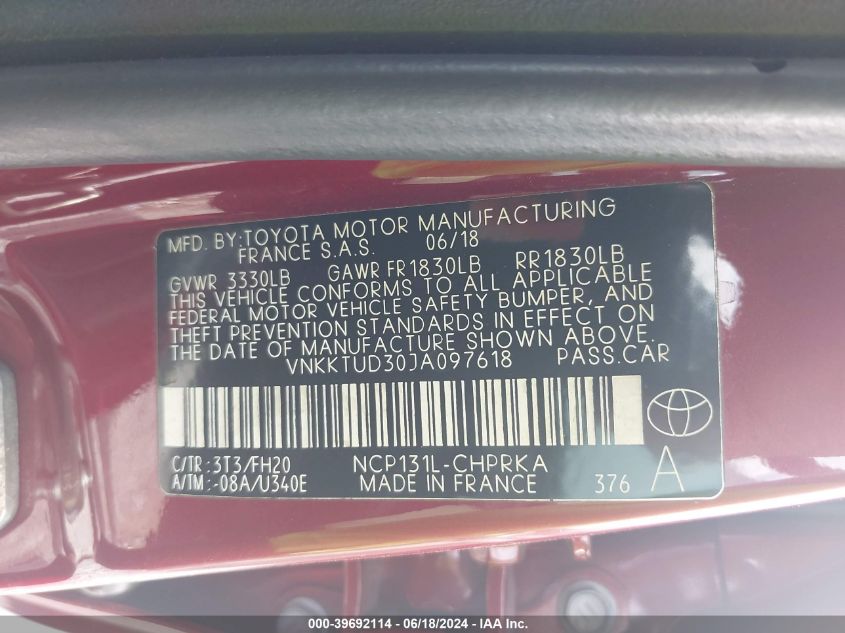 MFD. BY:TOYOTA MOTOR MANUFACTURING
FRANCE S.A.S. 06/18
GVWR 3330LB GAWR FR1830LB RR1830LB
THIS VEHICLE CONFORMS TO ALL APPLICABLE
FEDERAL MOTOR VEHICLE SAFETY BUMPER, AND
THEFT PREVENTION STANDARDS IN EFFECT ON
THE DATE OF MANUFACTURE SHOWN ABOVE.
VNKKTUD30JA097618 PASS.CAR
C/TR: 3T3/FH20 NCP131L-CHPRKA A
A/TM: -08A/U340E MADE IN FRANCE 376
000-39692114 - 06/18/2024 - IAA Inc.